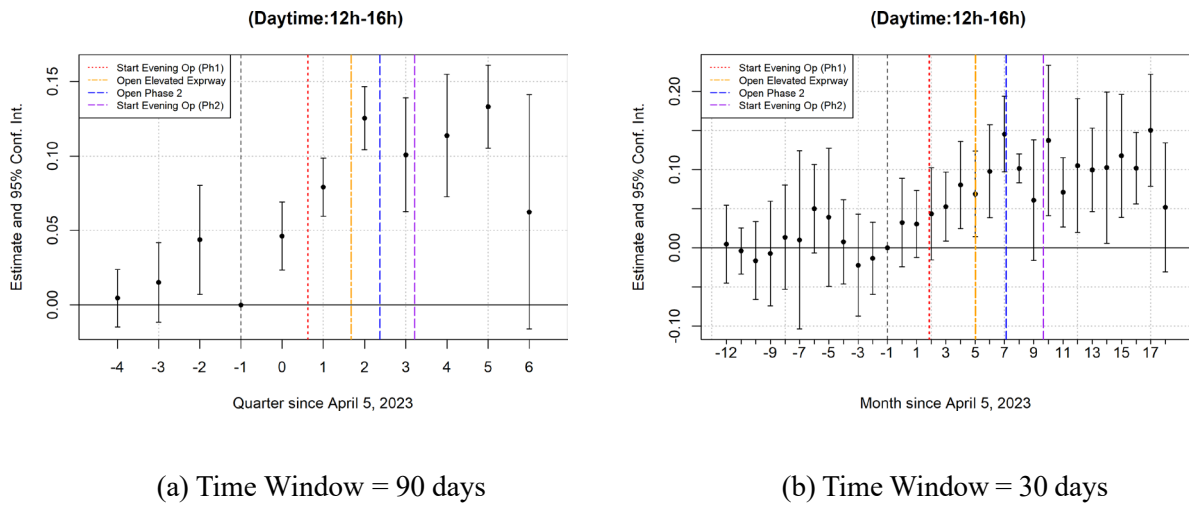 (Daytime:12h-16h)
Start Evening Op (Ph1)
Open Elevated Exprway
Open Phase 2
Start Evening Op (Ph2)
Estimate and 95% Conf. Int.
0.15
0.10
0.05
0.00
-4 -3 -2 -1 0 1 2 3 4 5 6
Quarter since April 5, 2023
(a) Time Window = 90 days
(Daytime:12h-16h)
Start Evening Op (Ph1)
Open Elevated Exprway
Open Phase 2
Start Evening Op (Ph2)
Estimate and 95% Conf. Int.
0.20
0.10
0.00
-0.10
-12 -9 -7 -5 -3 -1 1 3 5 7 9 11 13 15 17
Month since April 5, 2023
(b) Time Window = 30 days